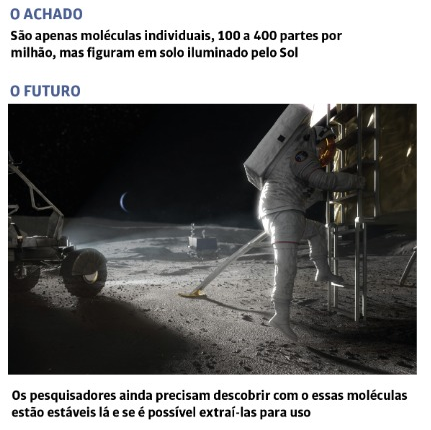 O ACHADO
São apenas moléculas individuais, 100 a 400 partes por
milhão, mas figuram em solo iluminado pelo Sol
O FUTURO
Os pesquisadores ainda precisam descobrir com o essas moléculas
estão estáveis lá e se é possível extraí-las para uso